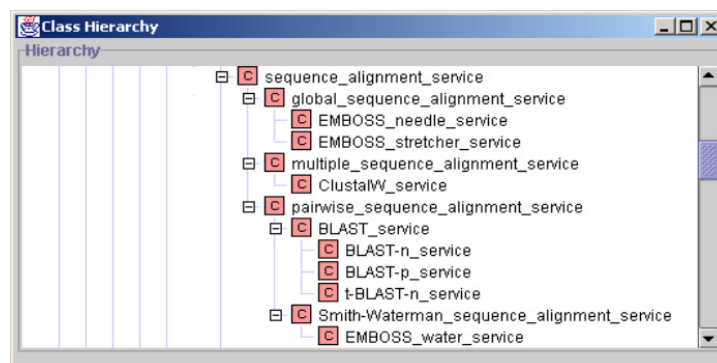 Class Hierarchy
Hierarchy
C sequence_alignment_service
C global_sequence_alignment_service
C EMBOSS_needle_service
C EMBOSS_stretcher_service
C multiple_sequence_alignment_service
C ClustalW_service
C pairwise_sequence_alignment_service
C BLAST_service
C BLAST-n_service
C BLAST-p_service
C t-BLAST-n_service
C Smith-Waterman_sequence_alignment_service
C EMBOSS_water_service